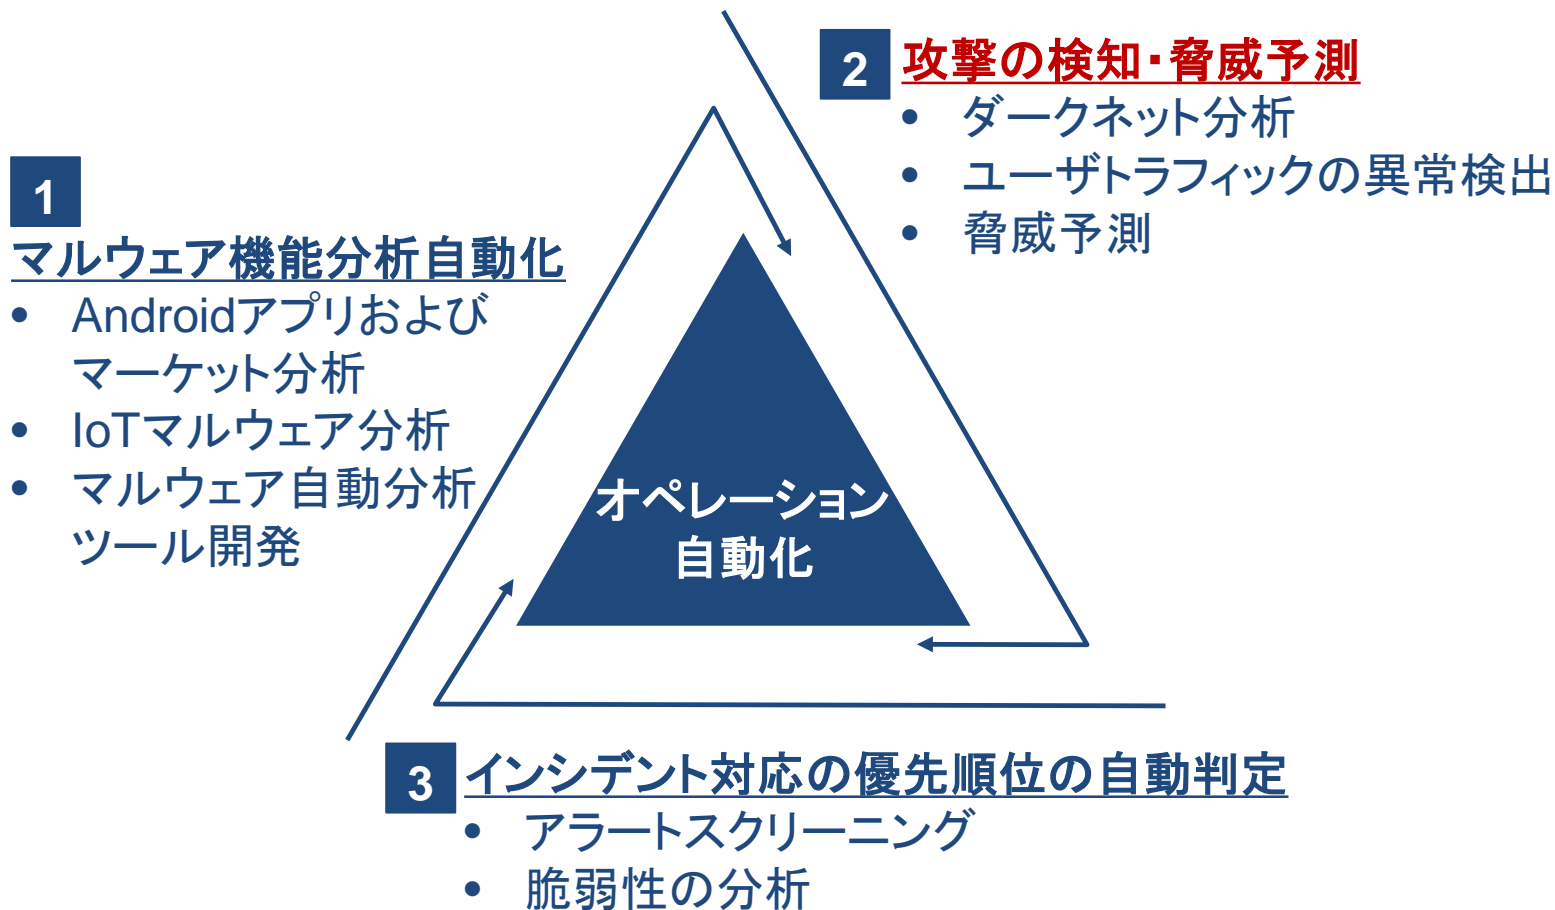 1
マルウェア機能分析自動化
• Androidアプリおよび
マーケット分析
• IoTマルウェア分析
• マルウェア自動分析
ツール開発
2 攻撃の検知・脅威予測
• ダークネット分析
• ユーザトラフィックの異常検出
• 脅威予測
オペレーション
自動化
3 インシデント対応の優先順位の自動判定
• アラートスクリーニング
• 脆弱性の分析